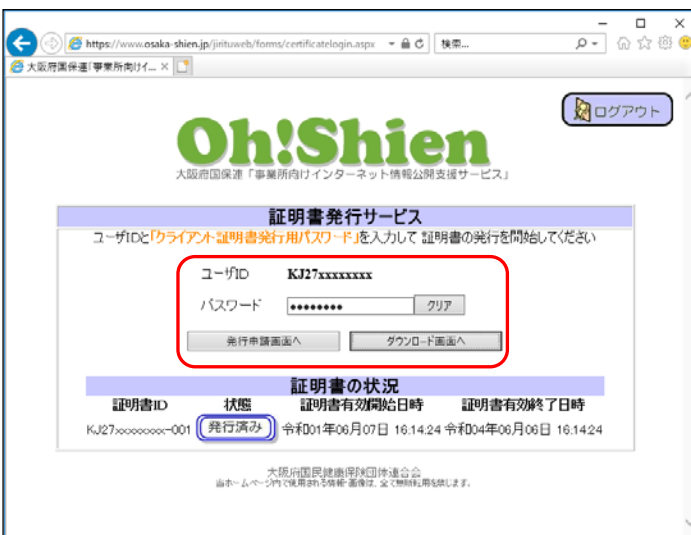 https://www.osaka-shien.jp/jirituweb/forms/certificatelogin.aspx
検索...
大阪府国保連「事業所向けイ...
ログアウト
Oh!Shien
大阪府国保連「事業所向けインターネット情報公開支援サービス」
証明書発行サービス
ユーザIDと「クライアント証明書発行用パスワード」を入力して 証明書の発行を開始してください
ユーザID KJ27xxxxxxxx
パスワード ●●●●●●●● クリア
発行申請画面へ ダウンロード画面へ
証明書の状況
証明書ID 状態 証明書有効開始日時 証明書有効終了日時
KJ27xxxxxxxx-001 発行済み 令和01年06月07日 16:14:24 令和04年06月06日 16:14:24
大阪府国民健康保険団体連合会
当ホームページ内で使用される情報・画像は、全て無断転用を禁じます。